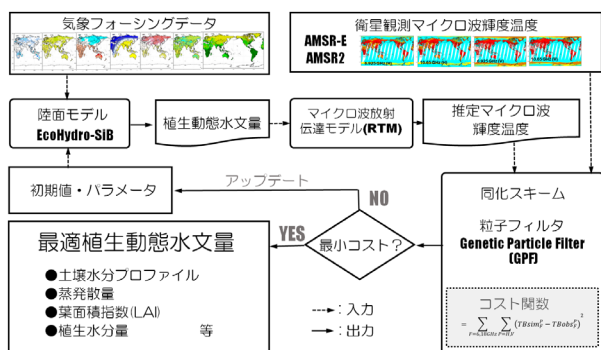 気象フォーシングデータ
衛星観測マイクロ波輝度温度
AMSR-E
AMSR2
陸面モデル
EcoHydro-SiB
植生動態水文量
マイクロ波放射
伝達モデル(RTM)
推定マイクロ波
輝度温度
初期値・パラメータ
アップデート
NO
YES
最小コスト？
同化スキーム
粒子フィルタ
Genetic Particle Filter
(GPF)
最適植生動態水文量
●土壌水分プロファイル
●蒸発散量
●葉面積指数(LAI)
●植生水分量 等
:入力
:出力
コスト関数